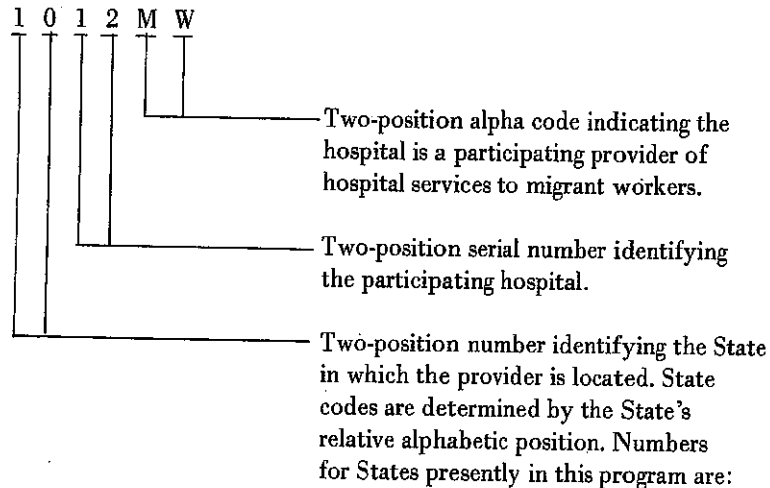 1 0 1 2 M W
Two-position alpha code indicating the
hospital is a participating provider of
hospital services to migrant workers.
Two-position serial number identifying
the participating hospital.
Two-position number identifying the State
in which the provider is located. State
codes are determined by the State's
relative alphabetic position. Numbers
for States presently in this program are: